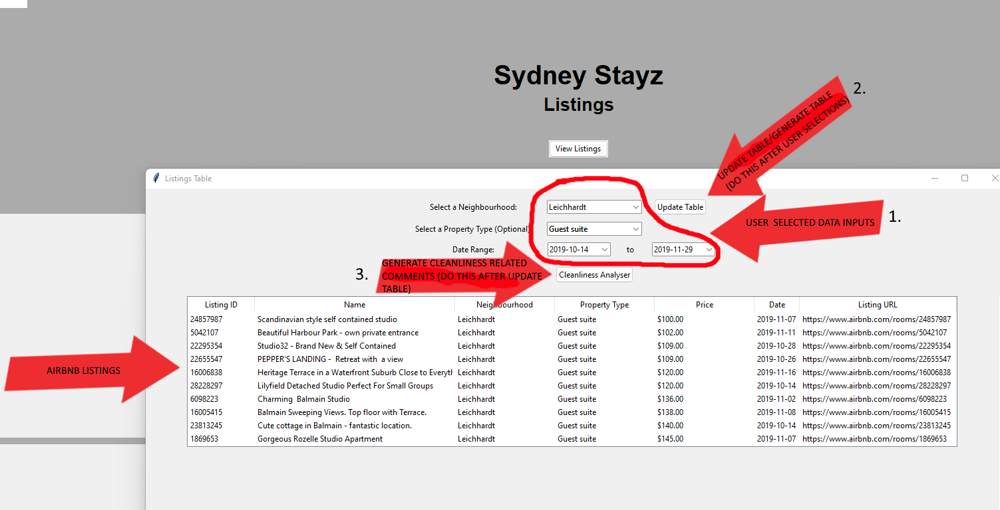 Sydney Stayz
Listings
2.
UPDATE TABLE/GENERATE TABLE
(DO THIS AFTER USER SELECTIONS)
View Listings
Listings Table
Select a Neighbourhood: Leichhardt Update Table
USER SELECTED DATA INPUTS 1.
Select a Property Type (Optional) Guest suite
Date Range: 2019-10-14 to 2019-11-29
3. GENERATE CLEANLINESS RELATED
COMMENTS (DO THIS AFTER UPDATE
TABLE)
Cleanliness Analyser
Listing ID Name Neighbourhood Property Type Price Date Listing URL
24857987 Scandinavian style self contained studio Leichhardt Guest suite $100.00 2019-11-07 https://www.airbnb.com/rooms/24857987
5042107 Beautiful Harbour Park - own private entrance Leichhardt Guest suite $102.00 2019-11-11 https://www.airbnb.com/rooms/5042107
22295354 Studio32 - Brand New & Self Contained Leichhardt Guest suite $109.00 2019-10-28 https://www.airbnb.com/rooms/22295354
22655547 PEPPER'S LANDING - Retreat with a view Leichhardt Guest suite $109.00 2019-10-26 https://www.airbnb.com/rooms/22655547
16006838 Heritage Terrace in a Waterfront Suburb Close to Everyth Leichhardt Guest suite $120.00 2019-11-16 https://www.airbnb.com/rooms/16006838
28228297 Lilyfield Detached Studio Perfect For Small Groups Leichhardt Guest suite $120.00 2019-10-14 https://www.airbnb.com/rooms/28228297
6098223 Charming Balmain Studio Leichhardt Guest suite $136.00 2019-11-02 https://www.airbnb.com/rooms/6098223
16005415 Balmain Sweeping Views. Top floor with Terrace. Leichhardt Guest suite $138.00 2019-11-08 https://www.airbnb.com/rooms/16005415
23813245 Cute cottage in Balmain - fantastic location. Leichhardt Guest suite $140.00 2019-10-14 https://www.airbnb.com/rooms/23813245
1869653 Gorgeous Rozelle Studio Apartment Leichhardt Guest suite $145.00 2019-11-07 https://www.airbnb.com/rooms/1869653
AIRBNB LISTINGS